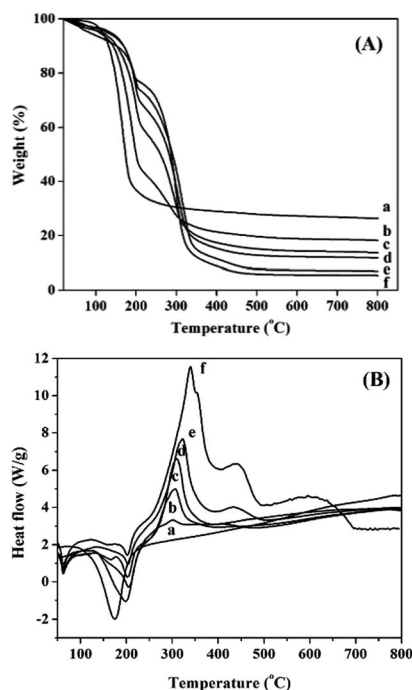 (A)
100
80
60
40
20
0
Weight (%)
a
b
c
d
e
f
100 200 300 400 500 600 700 800
Temperature (°C)
(B)
12
10
8
6
4
2
0
-2
Heat flow (W/g)
f
e
d
c
b
a
100 200 300 400 500 600 700 800
Temperature (°C)